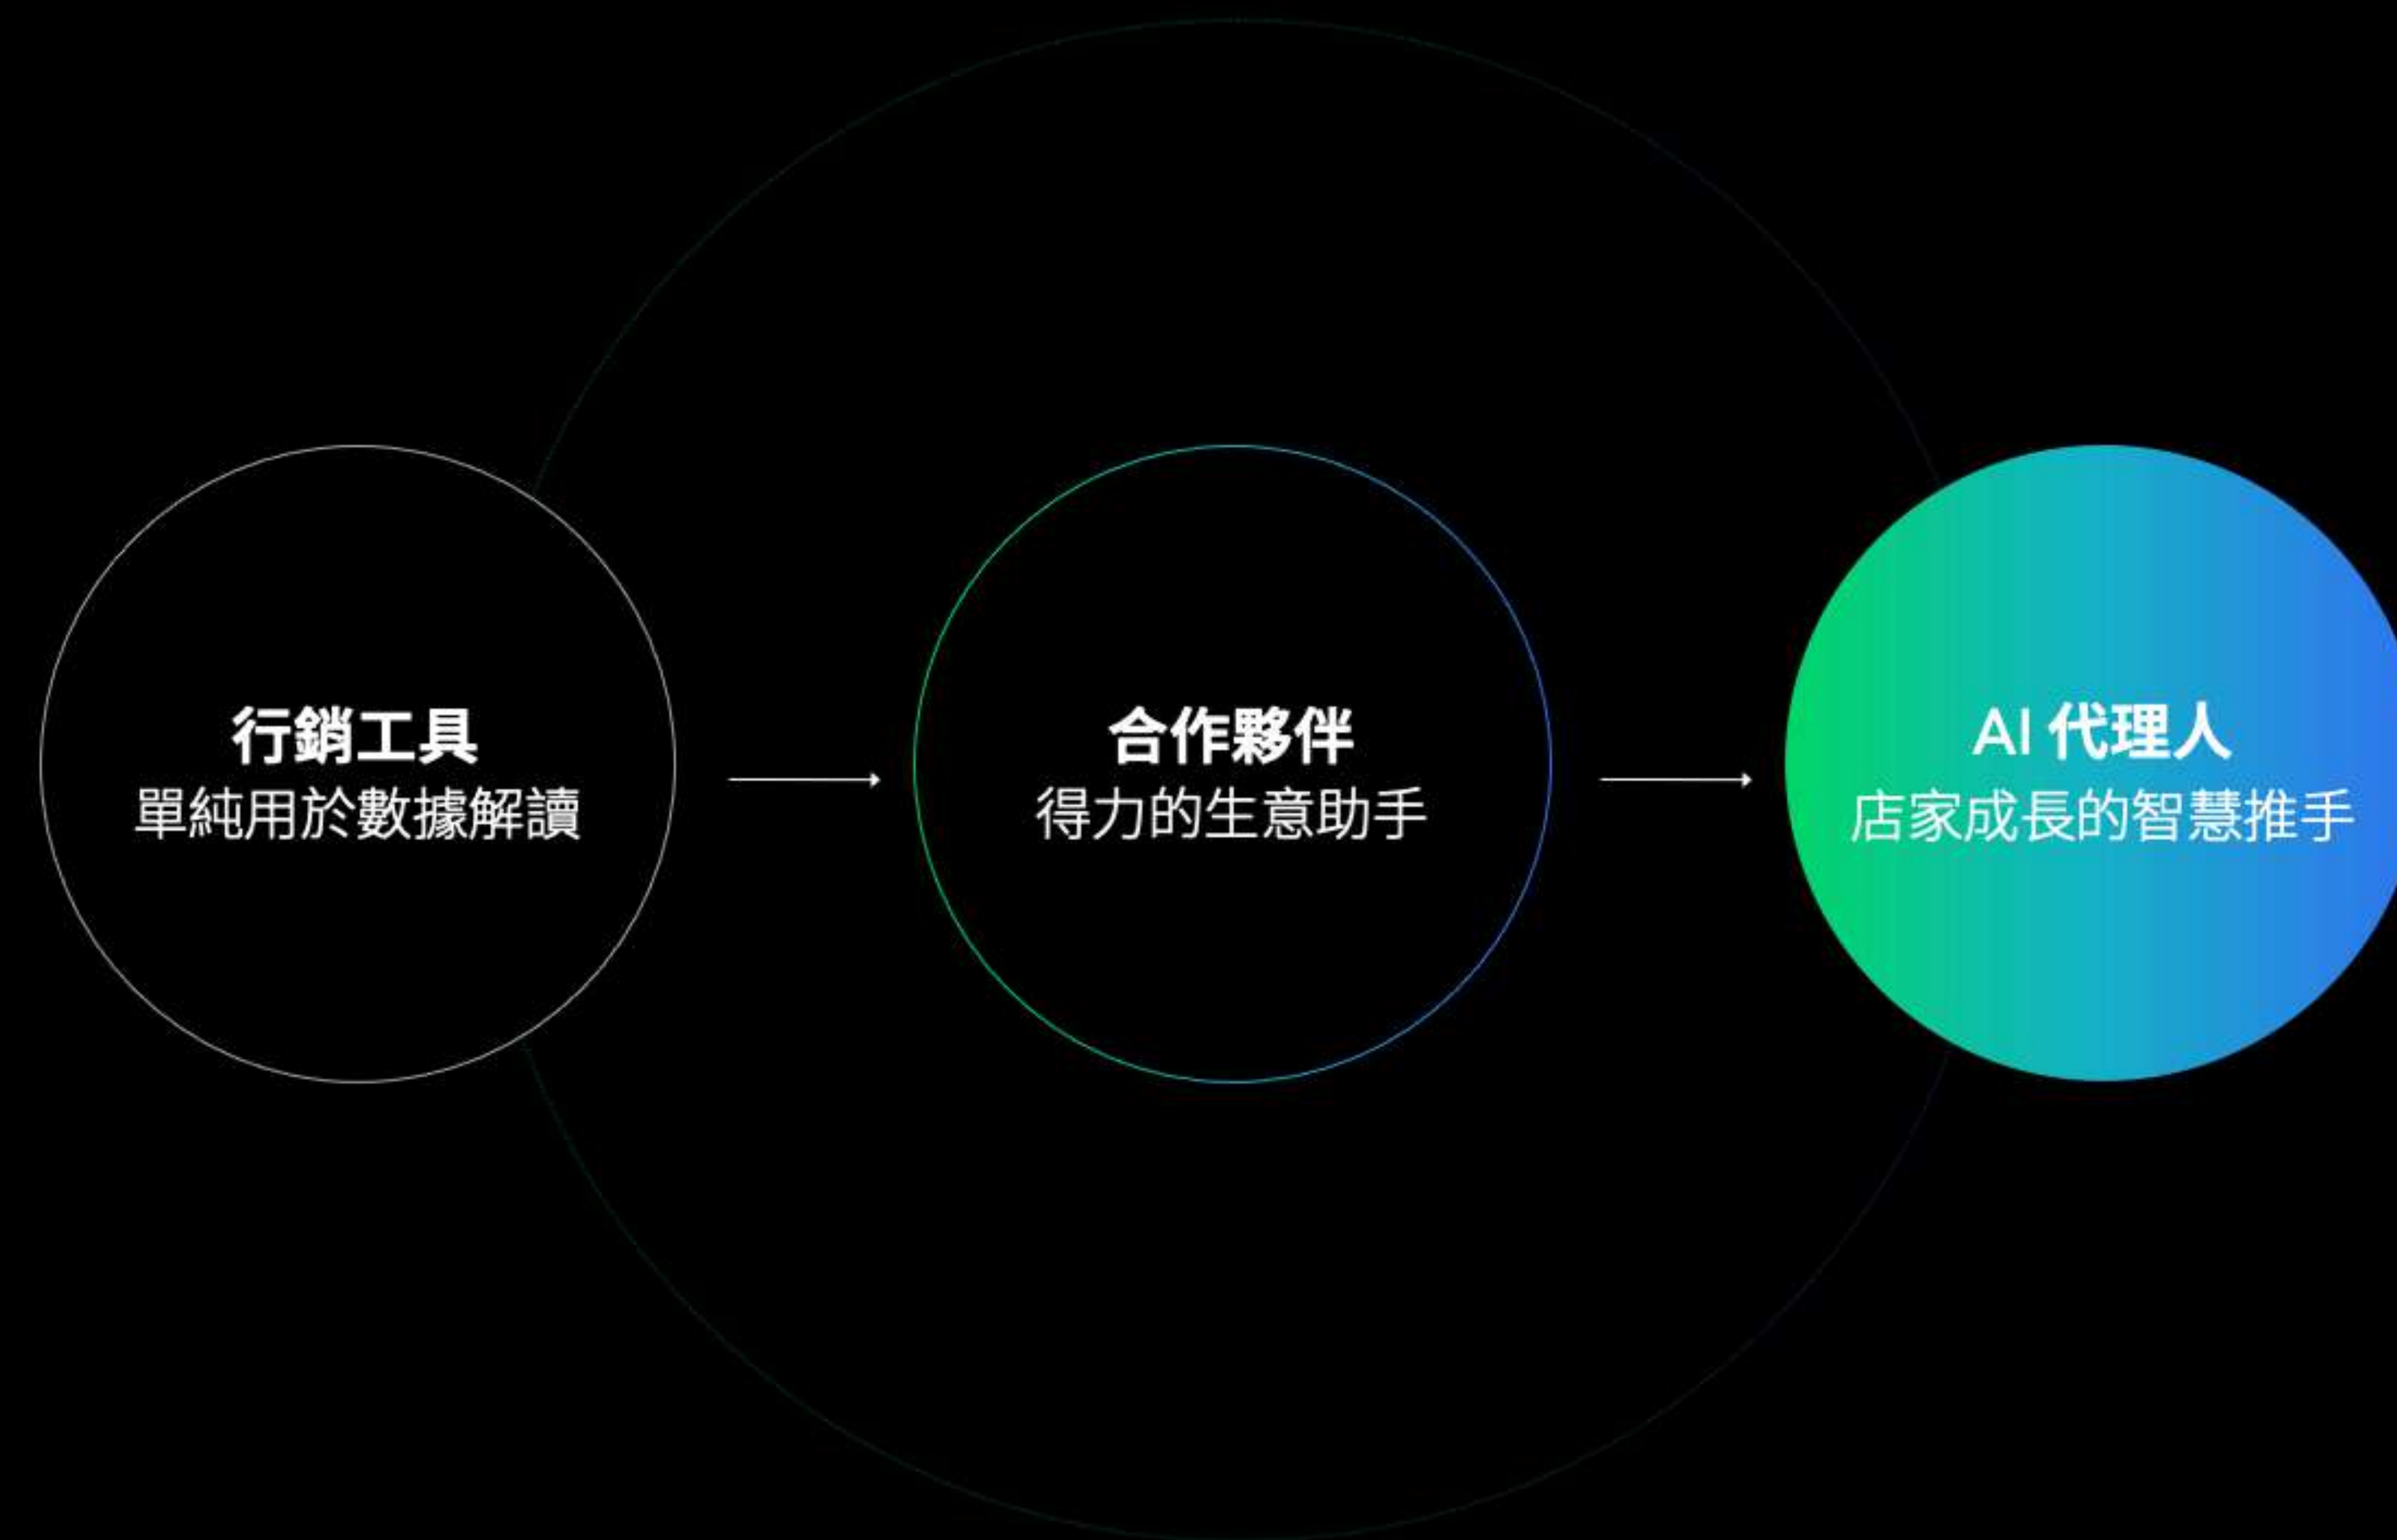 行銷工具
單純用於數據解讀
合作夥伴
得力的生意助手
AI 代理人
店家成長的智慧推手